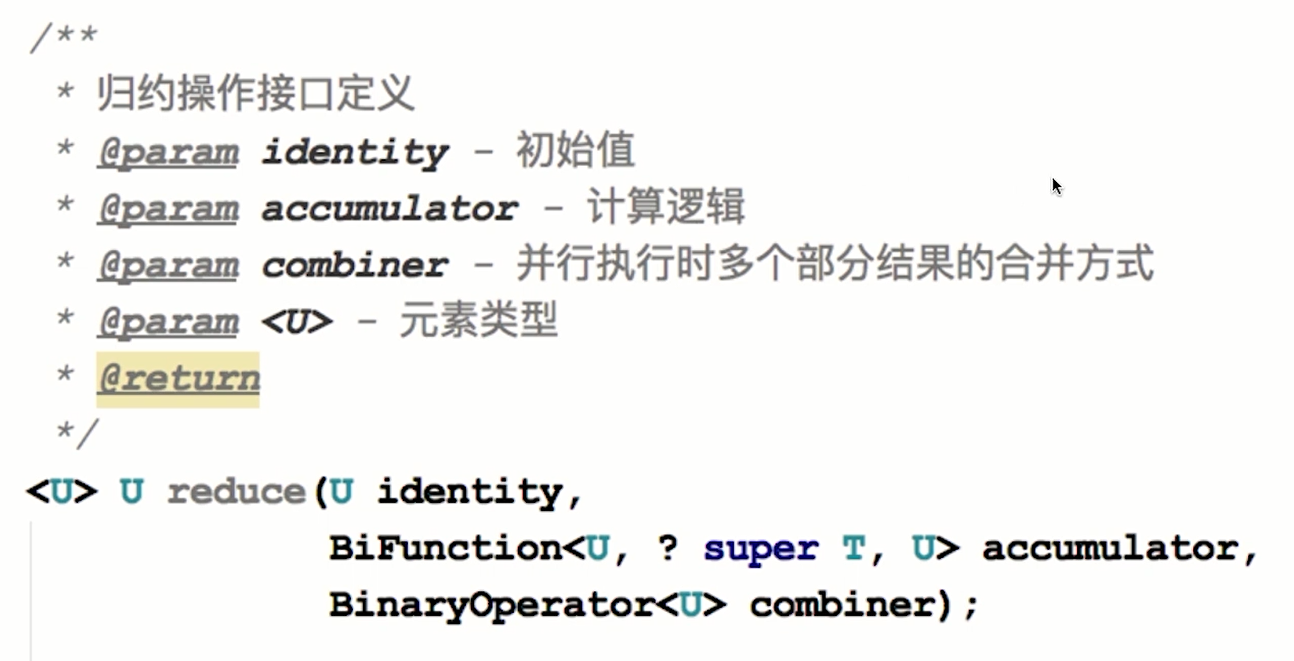 /**
* 归约操作接口定义
* @param identity - 初始值
* @param accumulator - 计算逻辑
* @param combiner - 并行执行时多个部分结果的合并方式
* @param <U> - 元素类型
* @return
*/
<U> U reduce(U identity,
BiFunction<U, ? super T, U> accumulator,
BinaryOperator<U> combiner);